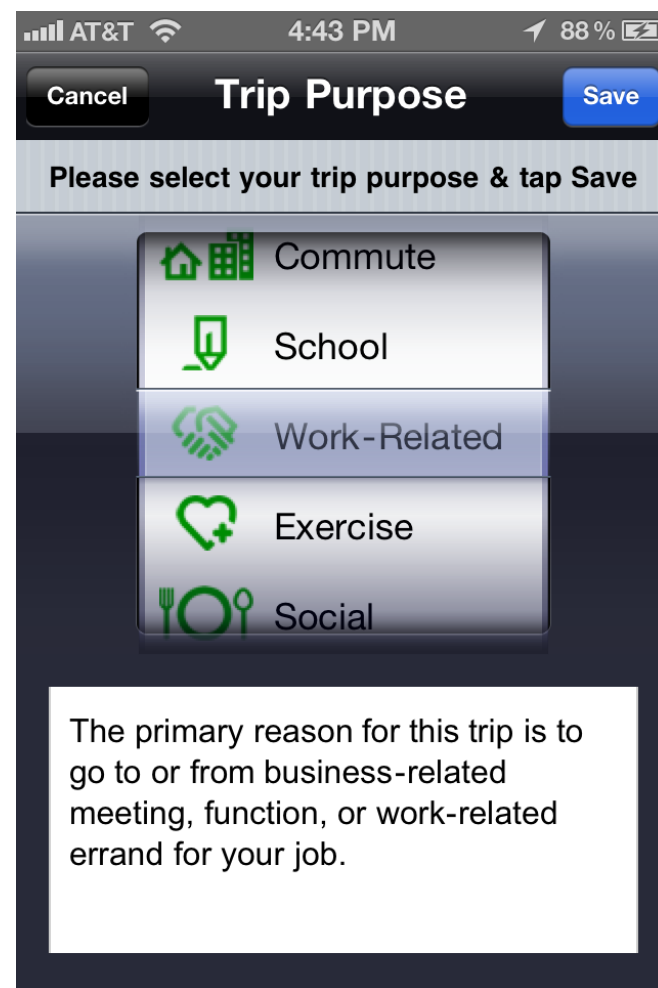 AT&T 4:43 PM 88%
Cancel Trip Purpose Save
Please select your trip purpose & tap Save
Commute
School
Work-Related
Exercise
Social
The primary reason for this trip is to
go to or from business-related
meeting, function, or work-related
errand for your job.